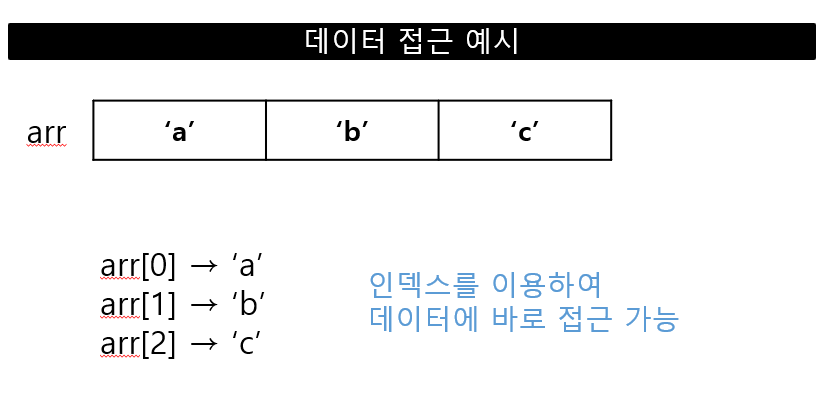 데이터 접근 예시
arr ‘a’ ‘b’ ‘c’
arr[0] → ‘a’
arr[1] → ‘b’
arr[2] → ‘c’
인덱스를 이용하여
데이터에 바로 접근 가능